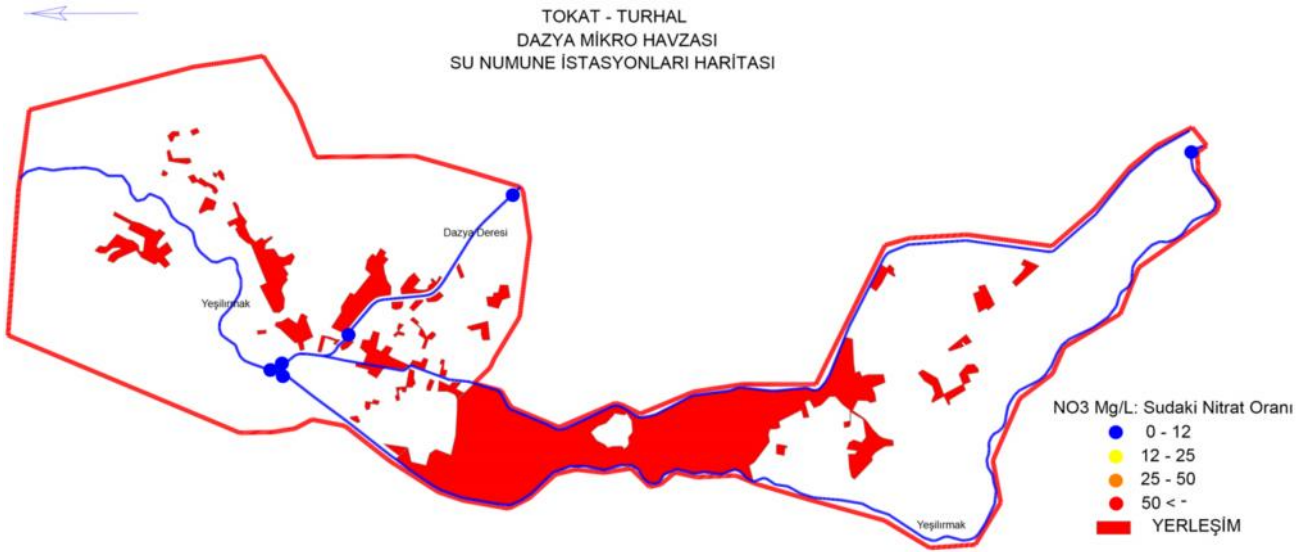 TOKAT - TURHAL
DAZYA MİKRO HAVZASI
SU NUMUNE İSTASYONLARI HARİTASI
Dazya Deresi
Yeşilırmak
NO3 Mg/L: Sudaki Nitrat Oranı
0 - 12
12 - 25
25 - 50
50 < -
YERLEŞİM
Yeşilırmak